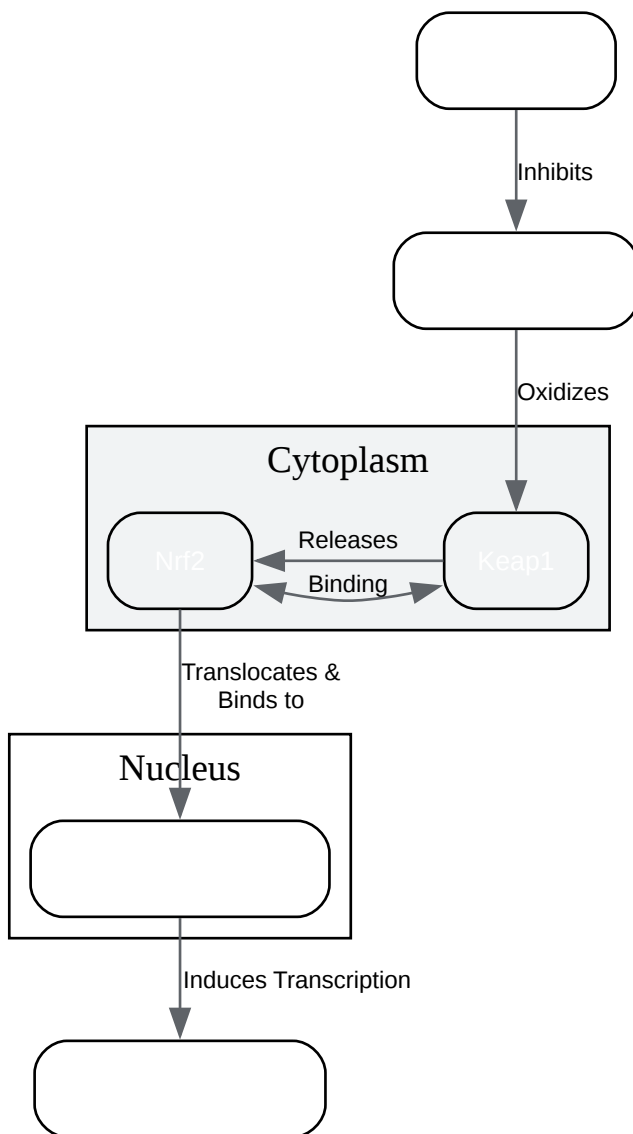 Inhibits
Oxidizes
Cytoplasm
Nrf2
Releases
Keap1
Binding
Translocates &
Binds to
Nucleus
Induces Transcription